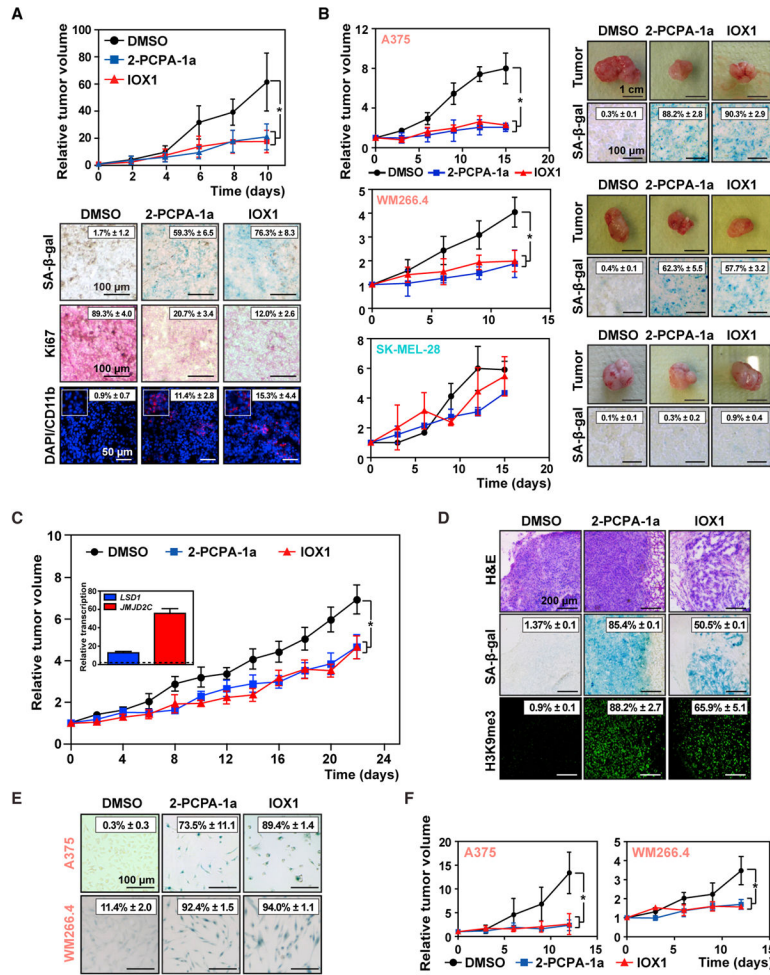 A
Relative tumor volume
100
80
60
40
20
0
DMSO
2-PCPA-1a
IOX1
*
0 2 4 6 8 10
Time (days)
DMSO 2-PCPA-1a IOX1
SA-β-gal
1.7% ± 1.2 59.3% ± 6.5 76.3% ± 8.3
100 μm
Ki67
89.3% ± 4.0 20.7% ± 3.4 12.0% ± 2.6
100 μm
DAPI/CD11b
0.9% ± 0.7 11.4% ± 2.8 15.3% ± 4.4
50 μm
B
Relative tumor volume
A375
12
8
4
0
*
0 5 10 15 20
DMSO 2-PCPA-1a IOX1
WM266.4
5
4
3
2
1
0
*
0 5 10 15
SK-MEL-28
8
6
4
2
0
0 5 10 15 20
Time (days)
DMSO 2-PCPA-1a IOX1
Tumor
1 cm
SA-β-gal
0.3% ± 0.1 88.2% ± 2.8 90.3% ± 2.9
100 μm
DMSO 2-PCPA-1a IOX1
Tumor
SA-β-gal
0.4% ± 0.1 62.3% ± 5.5 57.7% ± 3.2
DMSO 2-PCPA-1a IOX1
Tumor
SA-β-gal
0.1% ± 0.1 0.3% ± 0.2 0.9% ± 0.4
C
Relative tumor volume
10
8
6
4
2
0
DMSO 2-PCPA-1a IOX1
Relative transcription
80
60
40
20
0
LSD1
JMJD2C
*
0 4 8 12 16 20 24
Time (days)
D
DMSO 2-PCPA-1a IOX1
H&E
200 μm
SA-β-gal
1.37% ± 0.1 85.4% ± 0.1 50.5% ± 0.1
H3K9me3
0.9% ± 0.1 88.2% ± 2.7 65.9% ± 5.1
E
DMSO 2-PCPA-1a IOX1
A375
0.3% ± 0.3 73.5% ± 11.1 89.4% ± 1.4
100 μm
WM266.4
11.4% ± 2.0 92.4% ± 1.5 94.0% ± 1.1
F
Relative tumor volume
A375
20
15
10
5
0
*
0 5 10 15
WM266.4
5
4
3
2
1
0
*
0 5 10 15
DMSO 2-PCPA-1a IOX1 Time (days)